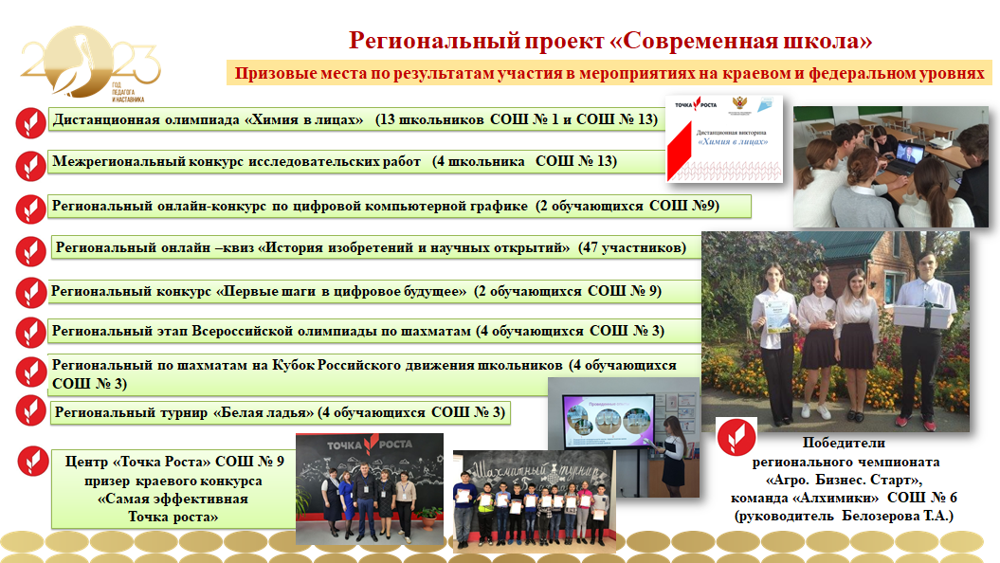 2023
ГОД
ПЕДАГОГА
И НАСТАВНИКА
Региональный проект «Современная школа»
Призовые места по результатам участия в мероприятиях на краевом и федеральном уровнях
Дистанционная олимпиада «Химия в лицах» (13 школьников СОШ № 1 и СОШ № 13)
ТОЧКА РОСТА
Дистанционная викторина
«Химия в лицах»
Межрегиональный конкурс исследовательских работ (4 школьника СОШ № 13)
Региональный онлайн-конкурс по цифровой компьютерной графике (2 обучающихся СОШ №9)
Региональный онлайн –квиз «История изобретений и научных открытий» (47 участников)
Региональный конкурс «Первые шаги в цифровое будущее» (2 обучающихся СОШ № 9)
Региональный этап Всероссийской олимпиады по шахматам (4 обучающихся СОШ № 3)
Региональный по шахматам на Кубок Российского движения школьников (4 обучающихся
СОШ № 3)
Региональный турнир «Белая ладья» (4 обучающихся СОШ № 3)
Центр «Точка Роста» СОШ № 9
призер краевого конкурса
«Самая эффективная
Точка роста»
ТОЧКА РОСТА
Шахматный турнир
Победители
регионального чемпионата
«Агро. Бизнес. Старт»,
команда «Алхимики» СОШ № 6
(руководитель Белозерова Т.А.)